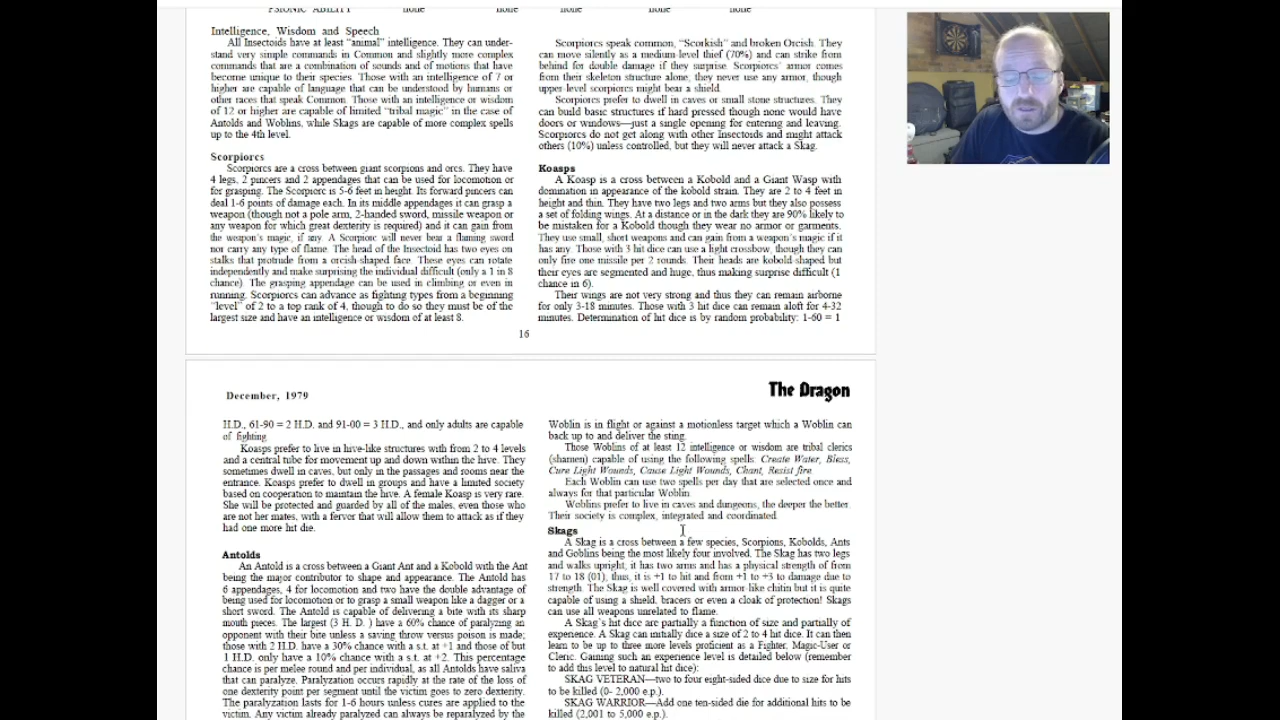 PSIONIC ABILITY none none none none none
Intelligence, Wisdom and Speech
All Insectoids have at least “animal” intelligence. They can under-
stand very simple commands in Common and slightly more complex
commands that are a combination of sounds and of motions that have
become unique to their species. Those with an intelligence of 7 or
higher are capable of language that can be understood by humans or
other races that speak Common. Those with an intelligence or wisdom
of 12 or higher are capable of limited “tribal magic” in the case of
Antolds and Woblins, while Skags are capable of more complex spells
up to the 4th level.
Scorpiorcs
Scorpiorcs are a cross between giant scorpions and orcs. They have
4 legs, 2 pincers and 2 appendages that can be used for locomotion or
for grasping. The Scorpiorc is 5-6 feet in height. Its forward pincers can
deal 1-6 points of damage each. In its middle appendages it can grasp a
weapon (though not a pole arm, 2-handed sword, missile weapon or
any weapon for which great dexterity is required) and it can gain from
the weapon’s magic, if any. A Scorpiorc will never bear a flaming sword
nor carry any type of flame. The head of the Insectoid has two eyes on
stalks that protrude from a orcish-shaped face. These eyes can rotate
independently and make surprising the individual difficult (only a 1 in 8
chance). The grasping appendage can be used in climbing or even in
running. Scorpiorcs can advance as fighting types from a beginning
“level” of 2 to a top rank of 4, though to do so they must be of the
largest size and have an intelligence or wisdom of at least 8.
Scorpiorcs speak common, “Scorkish” and broken Orcish. They
can move silently as a medium-level thief (70%) and can strike from
behind for double damage if they surprise. Scorpiorcs’ armor comes
from their skeleton structure alone, they never use any armor, though
upper-level scorpiorcs might bear a shield.
Scorpiorcs prefer to dwell in caves or small stone structures. They
can build basic structures if hard pressed though none would have
doors or windows—just a single opening for entering and leaving.
Scorpiorcs do not get along with other Insectoids and might attack
others (10%) unless controlled, but they will never attack a Skag.
Koasps
A Koasp is a cross between a Kobold and a Giant Wasp with
domination in appearance of the kobold strain. They are 2 to 4 feet in
height and thin. They have two legs and two arms but they also possess
a set of folding wings. At a distance or in the dark they are 90% likely to
be mistaken for a Kobold though they wear no armor or garments.
They use small, short weapons and can gain from a weapon’s magic if it
has any. Those with 3 hit dice can use a light crossbow, though they can
only fire one missile per 2 rounds. Their heads are kobold-shaped but
their eyes are segmented and huge, thus making surprise difficult (1
chance in 6).
Their wings are not very strong and thus they can remain airborne
for only 3-18 minutes. Those with 3 hit dice can remain aloft for 4-32
minutes. Determination of hit dice is by random probability: 1-60 = 1
16
December, 1979
The Dragon
H.D., 61-90 = 2 H.D. and 91-00 = 3 H.D., and only adults are capable
of fighting
Koasps prefer to live in hive-like structures with from 2 to 4 levels
and a central tube for movement up and down within the hive. They
sometimes dwell in caves, but only in the passages and rooms near the
entrance. Koasps prefer to dwell in groups and have a limited society
based on cooperation to maintain the hive. A female Koasp is very rare.
She will be protected and guarded by all of the males, even those who
are not her mates, with a fervor that will allow them to attack as if they
had one more hit die.
Antolds
An Antold is a cross between a Giant Ant and a Kobold with the Ant
being the major contributor to shape and appearance. The Antold has
6 appendages, 4 for locomotion and two have the double advantage of
being used for locomotion or to grasp a small weapon like a dagger or a
short sword. The Antold is capable of delivering a bite with its sharp
mouth pieces. The largest (3 H. D. ) have a 60% chance of paralyzing an
opponent with their bite unless a saving throw versus poison is made;
those with 2 H.D. have a 30% chance with a s.t. at +1 and those of but
1 H.D. only have a 10% chance with a s.t. at +2. This percentage
chance is per melee round and per individual, as all Antolds have saliva
that can paralyze. Paralyzation occurs rapidly at the rate of the loss of
one dexterity point per segment until the victim goes to zero dexterity.
The paralyzation lasts for 1-6 hours unless cures are applied to the
victim. Any victim already paralyzed can always be reparalyzed by the
Woblin is in flight or against a motionless target which a Woblin can
back up to and deliver the sting.
Those Woblins of at least 12 intelligence or wisdom are tribal clerics
(shamen) capable of using the following spells: Create Water, Bless,
Cure Light Wounds, Cause Light Wounds, Chant, Resist fire.
Each Woblin can use two spells per day that are selected once and
always for that particular Woblin.
Woblins prefer to live in caves and dungeons, the deeper the better.
Their society is complex, integrated and coordinated.
Skags
A Skag is a cross between a few species, Scorpions, Kobolds, Ants
and Goblins being the most likely four involved. The Skag has two legs
and walks upright; it has two arms and has a physical strength of from
17 to 18 (01), thus, it is +1 to hit and from +1 to +3 to damage due to
strength. The Skag is well covered with armor-like chitin but it is quite
capable of using a shield, bracers or even a cloak of protection! Skags
can use all weapons unrelated to flame.
A Skag’s hit dice are partially a function of size and partially of
experience. A Skag can initially dice a size of 2 to 4 hit dice. It can then
learn to be up to three more levels proficient as a Fighter, Magic-User or
Cleric. Gaining such an experience level is detailed below (remember
to add this level to natural hit dice):
SKAG VETERAN—two to four eight-sided dice due to size for hits
to be killed (0- 2,000 e.p.).
SKAG WARRIOR—Add one ten-sided die for additional hits to be
killed (2,001 to 5,000 e.p.).